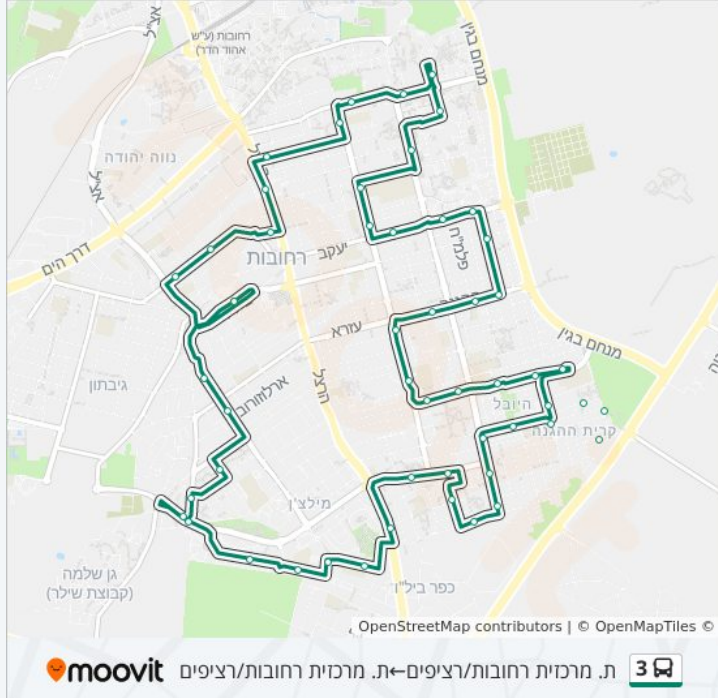 אצ"ל
רחובות (ע"ש
אהוד הדר)
מנחם בגין
נווה יהודה
אצ"ל
דרך הים
יעקב
פלמ"ח
רחובות
עזרא
מנחם בגין
גיבתון
ארלוזורוב
הרצל
היובל
קרית ההגנה
מילצ'ן
גן שלמה
(קבוצת שילר)
כפר ביל"ו
OpenStreetMap contributors | © OpenMapTiles ©
moovit
ת. מרכזית רחובות/רציפים←ת. מרכזית רחובות/רציפים
3